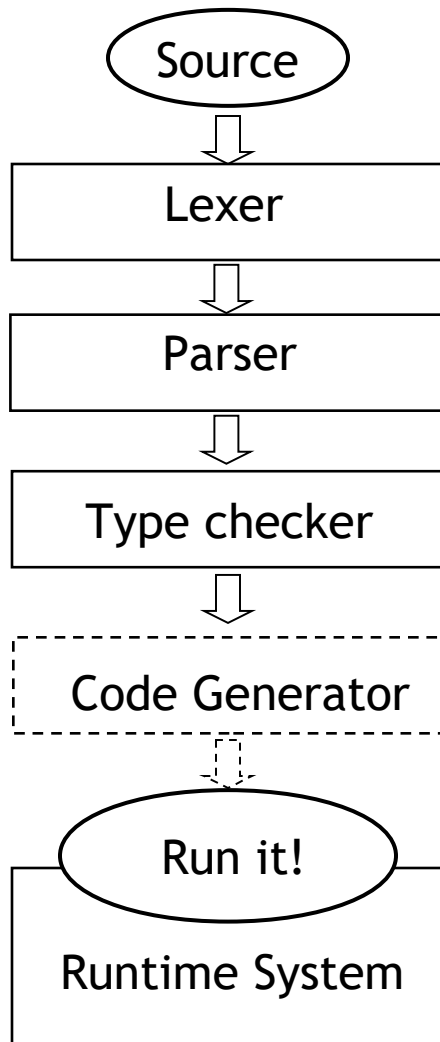 Source
Lexer
Parser
Type checker
Code Generator
Run it!
Runtime System